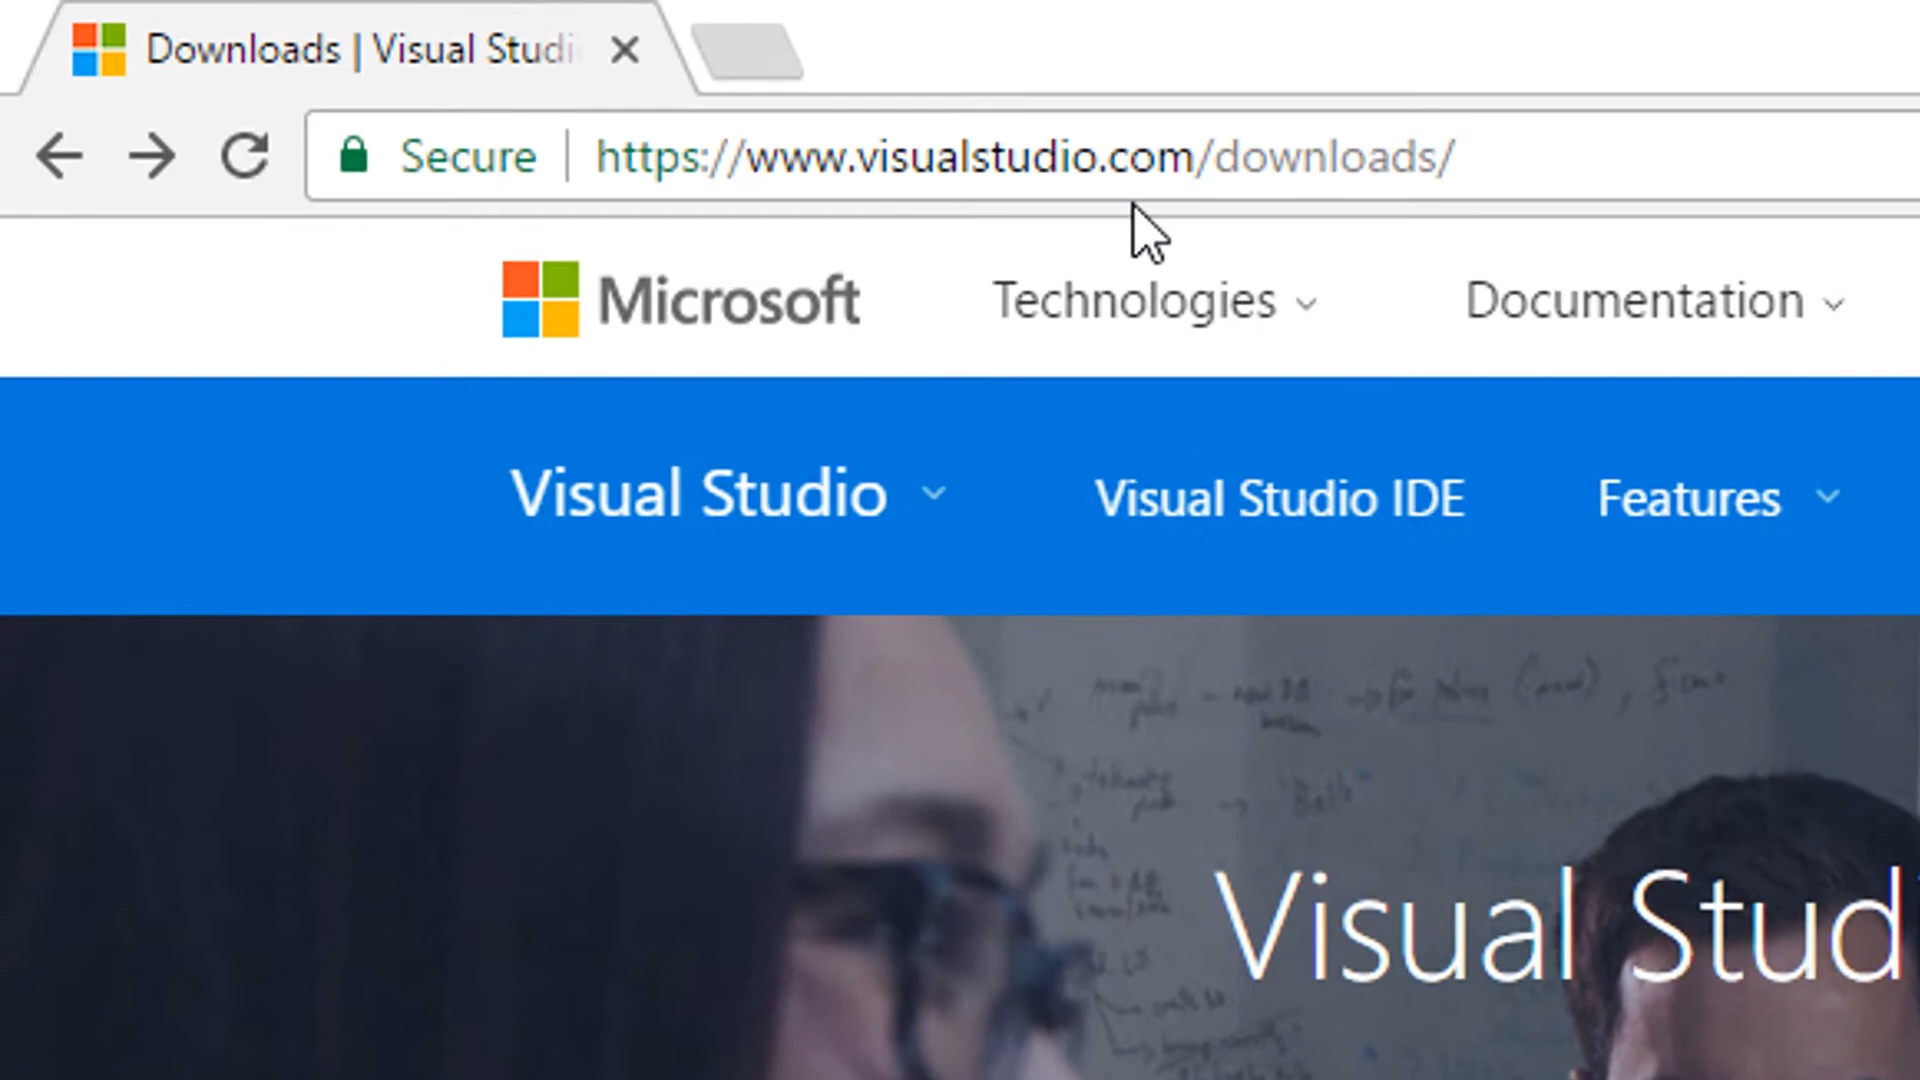 Downloads | Visual Studi
Secure | https://www.visualstudio.com/downloads/
Microsoft Technologies Documentation
Visual Studio Visual Studio IDE Features
Visual Studi